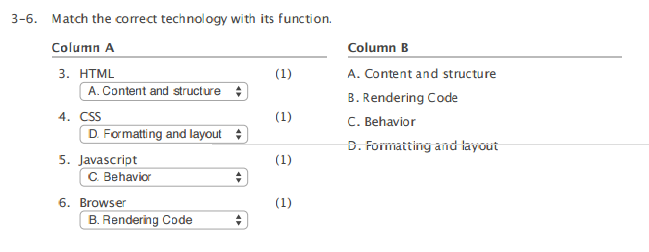 3-6. Match the correct technology with its function.
Column A
3. HTML (1)
A. Content and structure
4. CSS (1)
D. Formatting and layout
5. Javascript (1)
C. Behavior
6. Browser (1)
B. Rendering Code
Column B
A. Content and structure
B. Rendering Code
C. Behavior
D. Formatting and layout